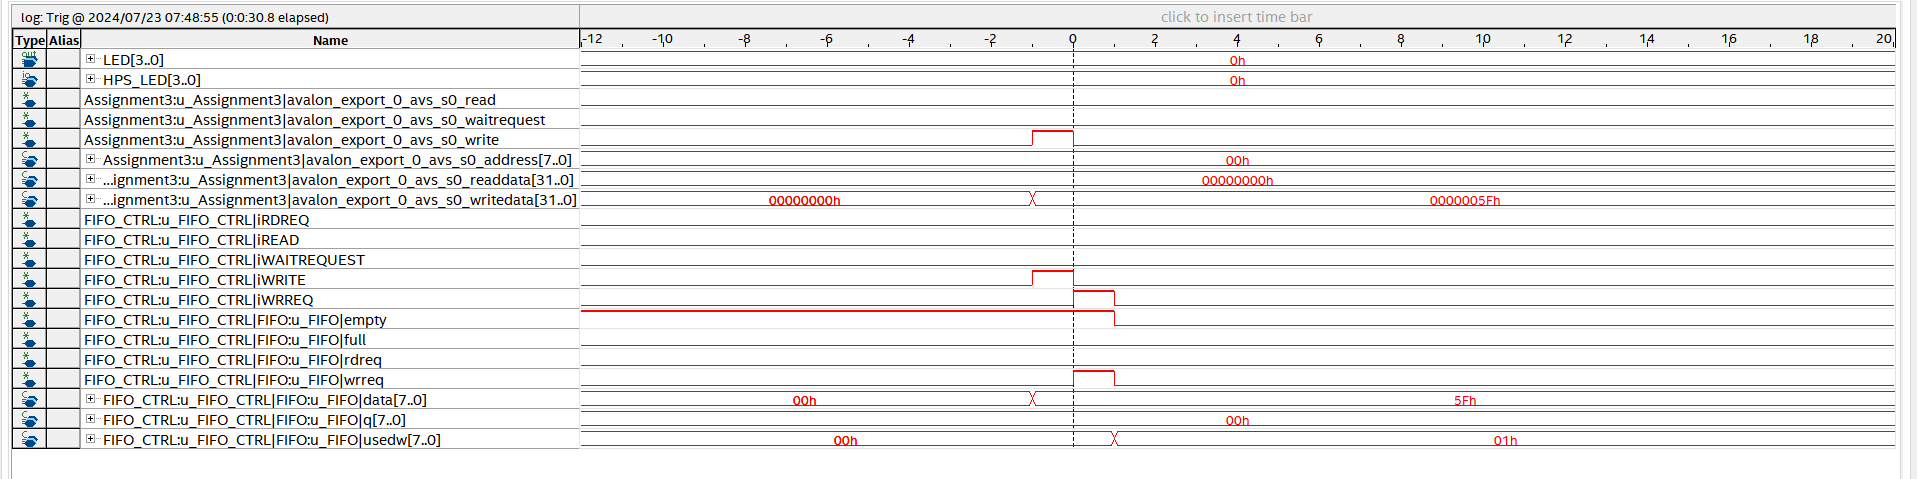 log: Trig @ 2024/07/23 07:48:55 (0:0:30.8 elapsed) click to insert time bar
Type Alias Name -12 -10 -8 -6 -4 -2 0 2 4 6 8 10 12 14 16 18 20
LED[3..0] 0h
HPS_LED[3..0] 0h
Assignment3:u_Assignment3|avalon_export_0_avs_s0_read
Assignment3:u_Assignment3|avalon_export_0_avs_s0_waitrequest
Assignment3:u_Assignment3|avalon_export_0_avs_s0_write
Assignment3:u_Assignment3|avalon_export_0_avs_s0_address[7..0] 00h
...ignment3:u_Assignment3|avalon_export_0_avs_s0_readdata[31..0] 00000000h
...ignment3:u_Assignment3|avalon_export_0_avs_s0_writedata[31..0] 00000000h 0000005Fh
FIFO_CTRL:u_FIFO_CTRL|iRDREQ
FIFO_CTRL:u_FIFO_CTRL|iREAD
FIFO_CTRL:u_FIFO_CTRL|iWAITREQUEST
FIFO_CTRL:u_FIFO_CTRL|iWRITE
FIFO_CTRL:u_FIFO_CTRL|iWRREQ
FIFO_CTRL:u_FIFO_CTRL|FIFO:u_FIFO|empty
FIFO_CTRL:u_FIFO_CTRL|FIFO:u_FIFO|full
FIFO_CTRL:u_FIFO_CTRL|FIFO:u_FIFO|rdreq
FIFO_CTRL:u_FIFO_CTRL|FIFO:u_FIFO|wrreq
FIFO_CTRL:u_FIFO_CTRL|FIFO:u_FIFO|data[7..0] 00h 5Fh
FIFO_CTRL:u_FIFO_CTRL|FIFO:u_FIFO|q[7..0] 00h
FIFO_CTRL:u_FIFO_CTRL|FIFO:u_FIFO|usedw[7..0] 00h 01h